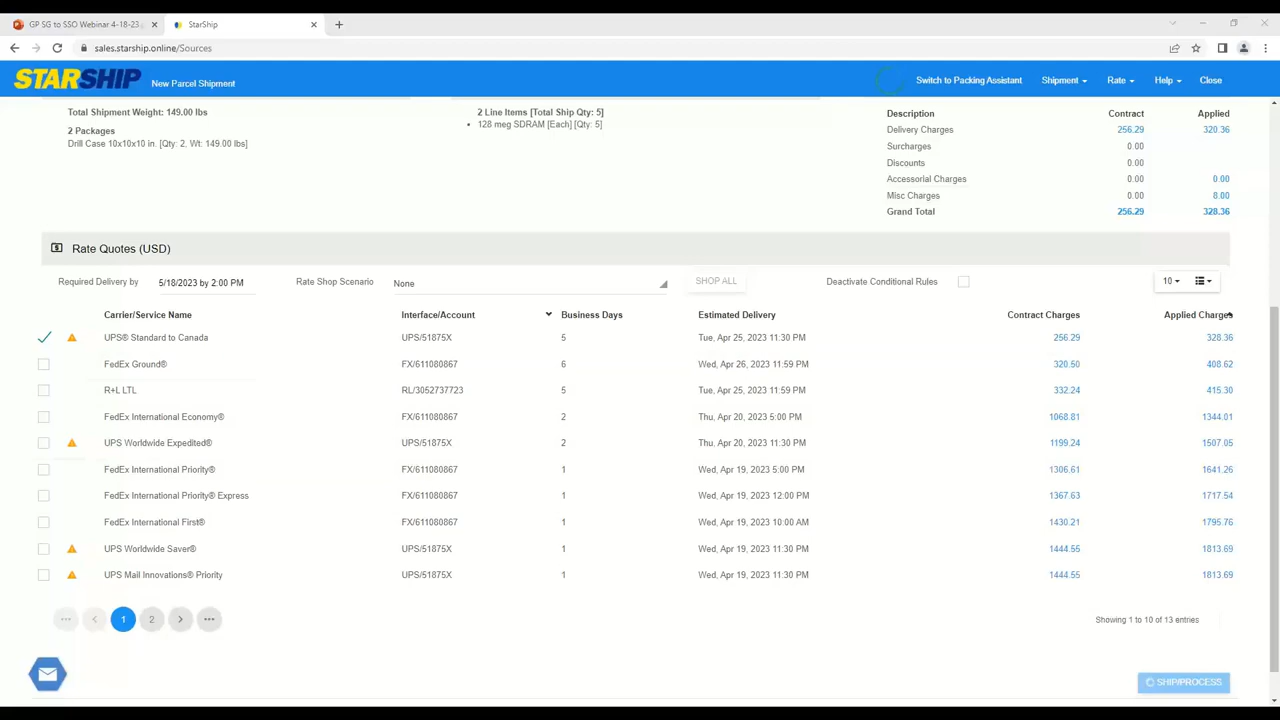 GP SG to SSO Webinar 4-18-23
StarShip
sales.starship.online/Sources
STARSHIP New Parcel Shipment Switch to Packing Assistant Shipment Rate Help Close
Total Shipment Weight: 149.00 lbs
2 Packages
Drill Case 10x10x10 in. [Qty: 2, Wt: 149.00 lbs]
2 Line Items [Total Ship Qty: 5]
128 meg SDRAM [Each] [Qty: 5]
Description Contract Applied
Delivery Charges 256.29 320.36
Surcharges 0.00
Discounts 0.00
Accessorial Charges 0.00 0.00
Misc Charges 0.00 8.00
Grand Total 256.29 328.36
Rate Quotes (USD)
Required Delivery by 5/18/2023 by 2:00 PM Rate Shop Scenario None SHOP ALL Deactivate Conditional Rules 10
Carrier/Service Name Interface/Account Business Days Estimated Delivery Contract Charges Applied Charges
UPS® Standard to Canada UPS/51875X 5 Tue, Apr 25, 2023 11:30 PM 256.29 328.36
FedEx Ground® FX/611080867 6 Wed, Apr 26, 2023 11:59 PM 320.50 408.62
R+L LTL RL/3052737723 5 Tue, Apr 25, 2023 11:59 PM 332.24 415.30
FedEx International Economy® FX/611080867 2 Thu, Apr 20, 2023 5:00 PM 1068.81 1344.01
UPS Worldwide Expedited® UPS/51875X 2 Thu, Apr 20, 2023 11:30 PM 1199.24 1507.05
FedEx International Priority® FX/611080867 1 Wed, Apr 19, 2023 5:00 PM 1306.61 1641.26
FedEx International Priority® Express FX/611080867 1 Wed, Apr 19, 2023 12:00 PM 1367.63 1717.54
FedEx International First® FX/611080867 1 Wed, Apr 19, 2023 10:00 AM 1430.21 1795.76
UPS Worldwide Saver® UPS/51875X 1 Wed, Apr 19, 2023 11:30 PM 1444.55 1813.69
UPS Mail Innovations® Priority UPS/51875X 1 Wed, Apr 19, 2023 11:30 PM 1444.55 1813.69
1 2
Showing 1 to 10 of 13 entries
SHIP/PROCESS